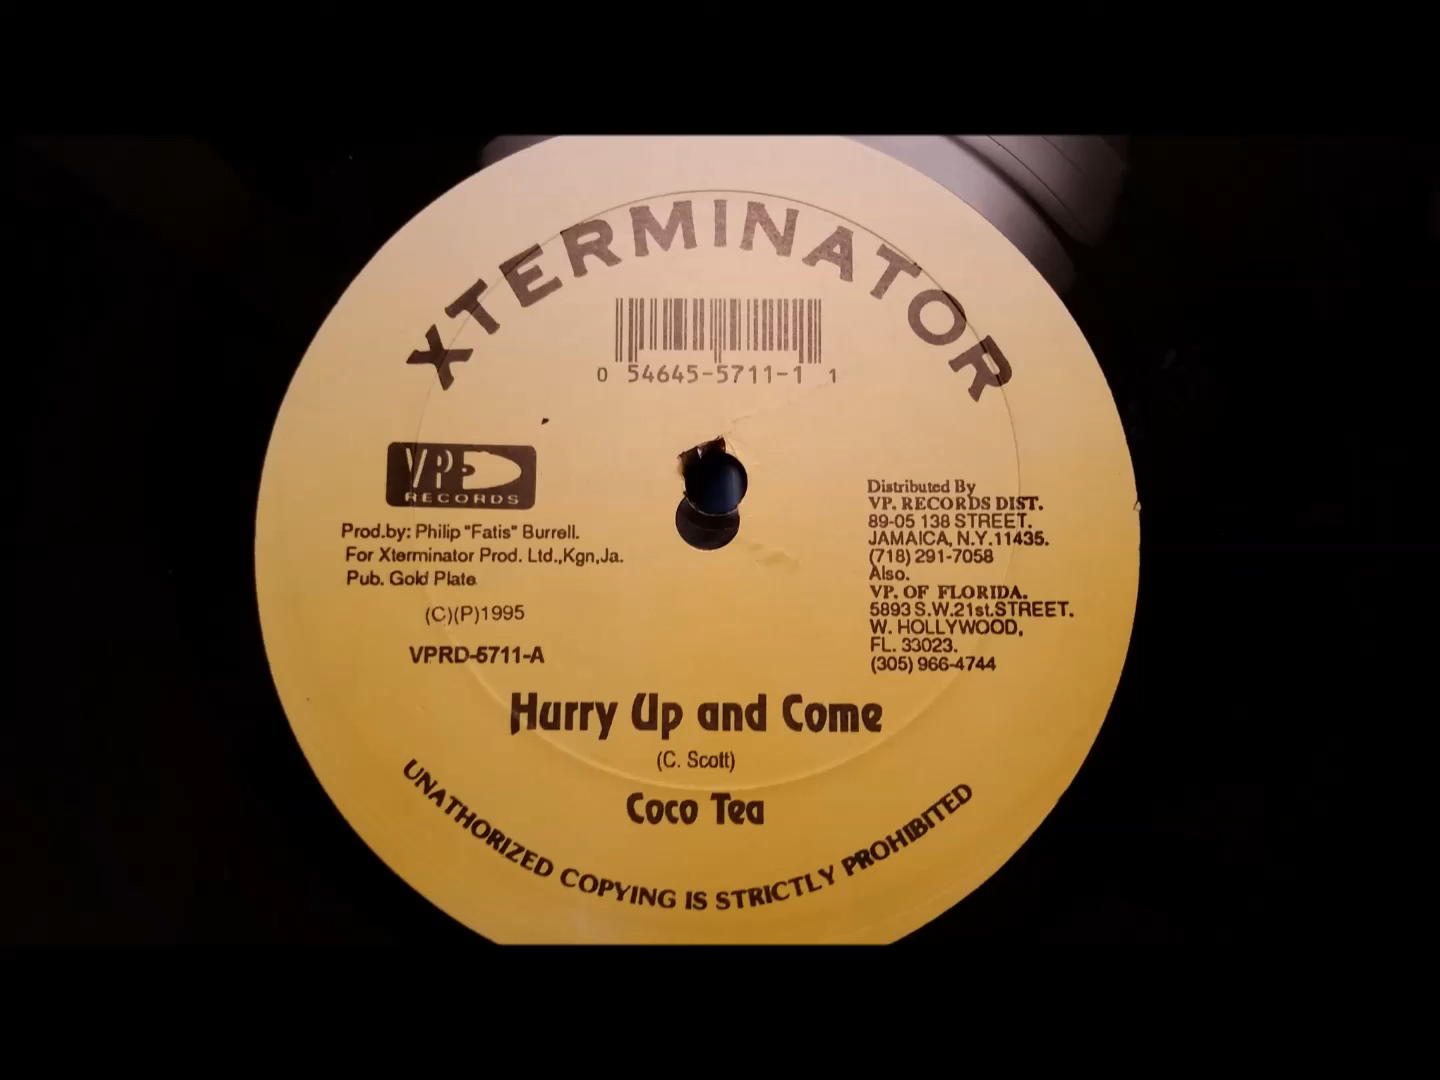 XTERMINATOR
0 54645-5711-1 1
VP
RECORDS
Prod.by: Philip "Fatis" Burrell.
For Xterminator Prod. Ltd.,Kgn,Ja.
Pub. Gold Plate
(C)(P)1995
VPRD-5711-A
Distributed By
VP. RECORDS DIST.
89-05 138 STREET.
JAMAICA, N.Y.11435.
(718) 291-7058
Also.
VP. OF FLORIDA.
5893 S.W.21st.STREET.
W. HOLLYWOOD,
FL. 33023.
(305) 966-4744
Hurry Up and Come
(C. Scott)
Coco Tea
UNATHORIZED COPYING IS STRICTLY PROHIBITED